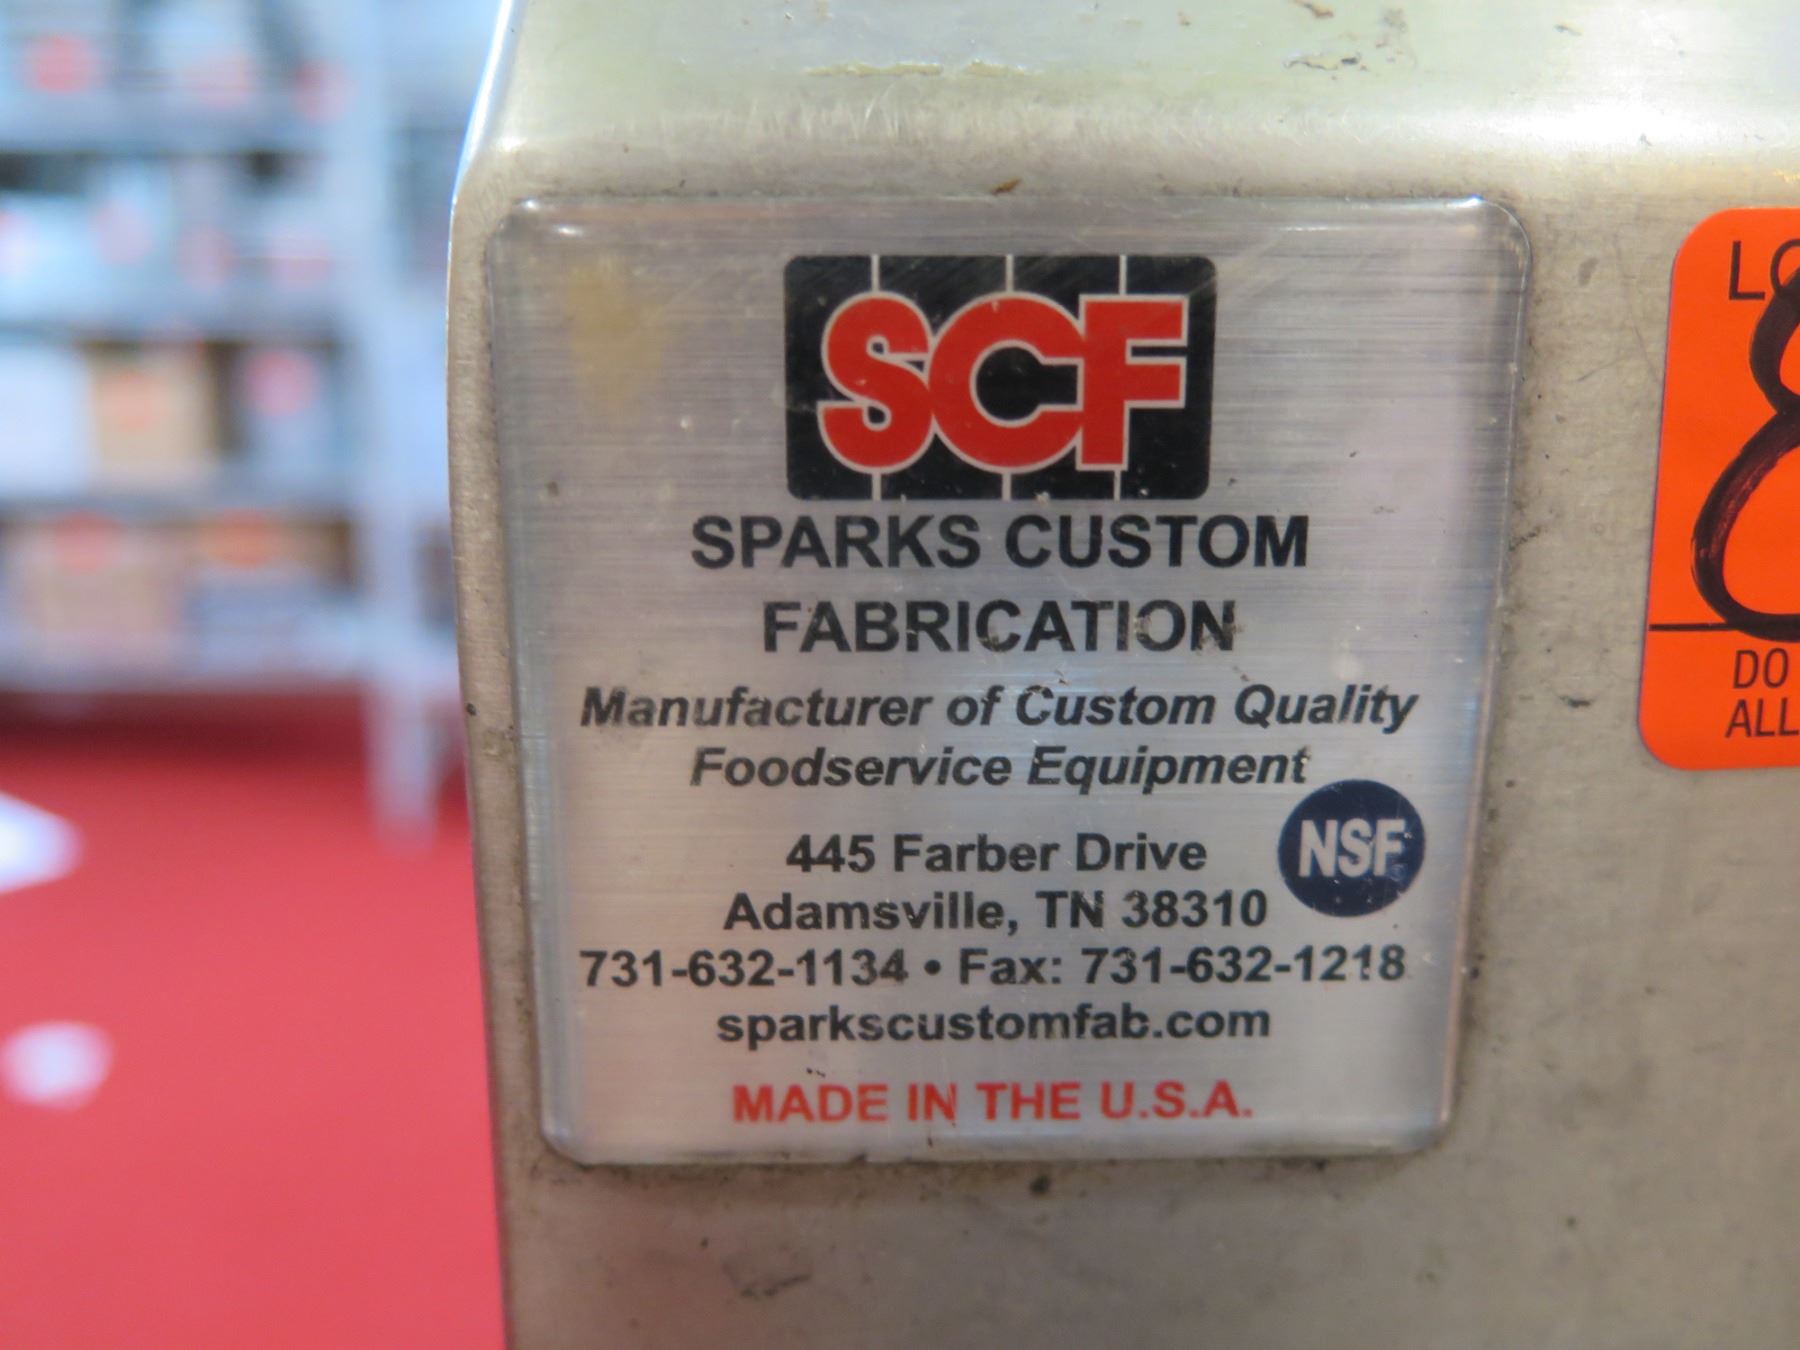 SCF
SPARKS CUSTOM
FABRICATION
Manufacturer of Custom Quality
Foodservice Equipment
445 Farber Drive
NSF
Adamsville, TN 38310
731-632-1134 • Fax: 731-632-1218
sparkscustomfab.com
MADE IN THE U.S.A.
DO
ALL